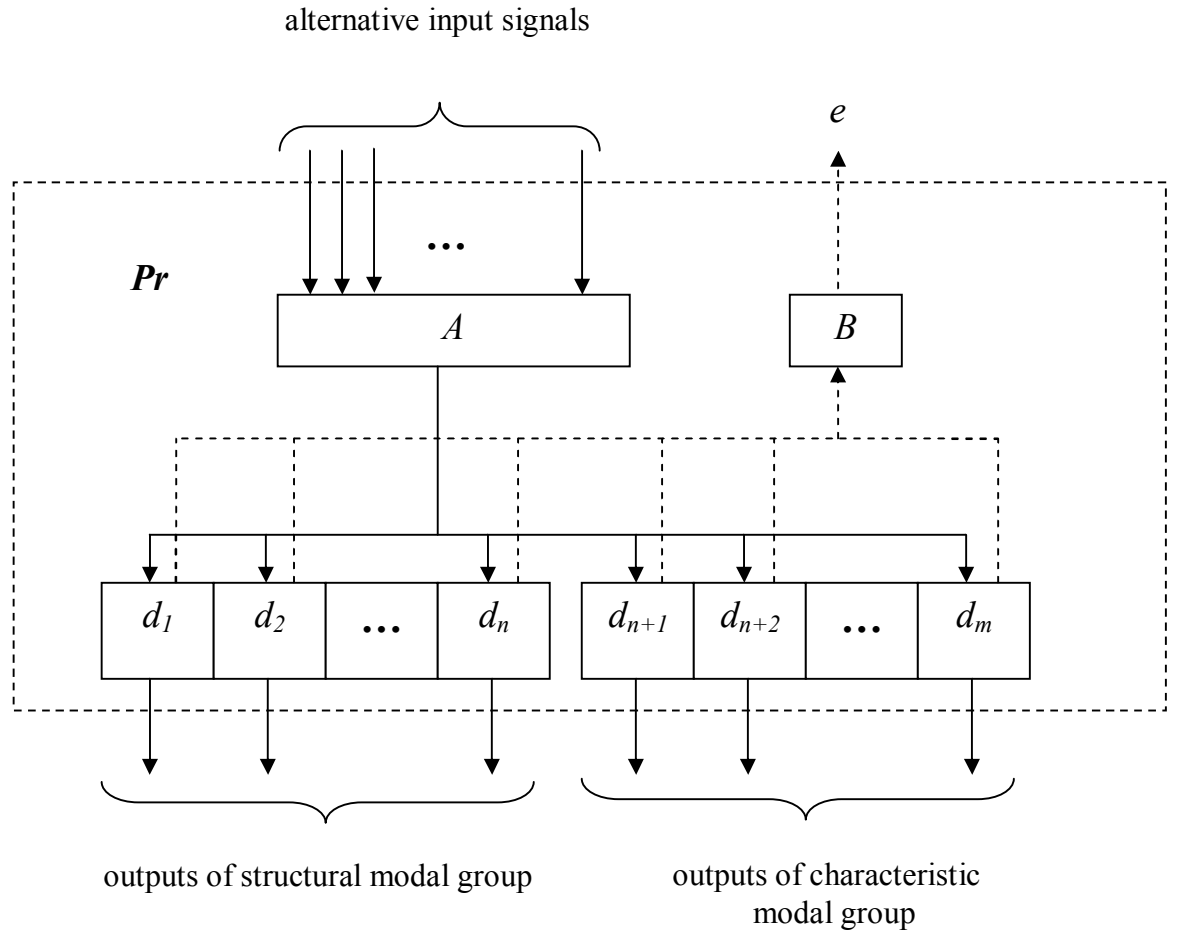 alternative input signals
e
...
Pr
A
B
d1 d2 ... dn dn+1 dn+2 ... dm
outputs of structural modal group
outputs of characteristic
modal group